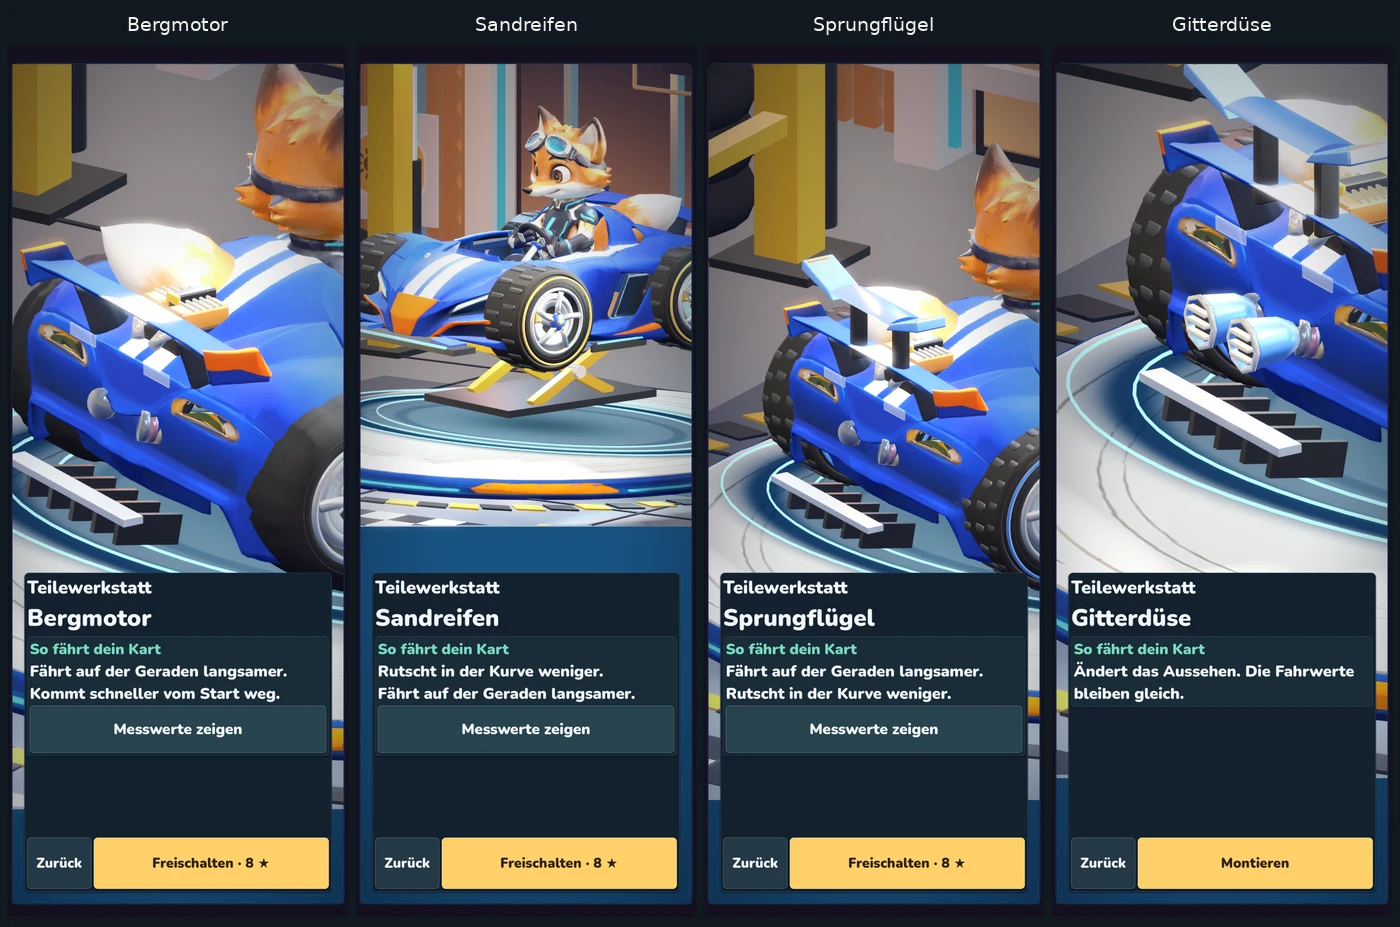 Bergmotor
Sandreifen
Sprungflügel
Gitterdüse
Teilewerkstatt
Bergmotor
So fährt dein Kart
Fährt auf der Geraden langsamer.
Kommt schneller vom Start weg.
Messwerte zeigen
Zurück
Freischalten · 8 ★
Teilewerkstatt
Sandreifen
So fährt dein Kart
Rutscht in der Kurve weniger.
Fährt auf der Geraden langsamer.
Messwerte zeigen
Zurück
Freischalten · 8 ★
Teilewerkstatt
Sprungflügel
So fährt dein Kart
Fährt auf der Geraden langsamer.
Rutscht in der Kurve weniger.
Messwerte zeigen
Zurück
Freischalten · 8 ★
Teilewerkstatt
Gitterdüse
So fährt dein Kart
Ändert das Aussehen. Die Fahrwerte
bleiben gleich.
Zurück
Montieren